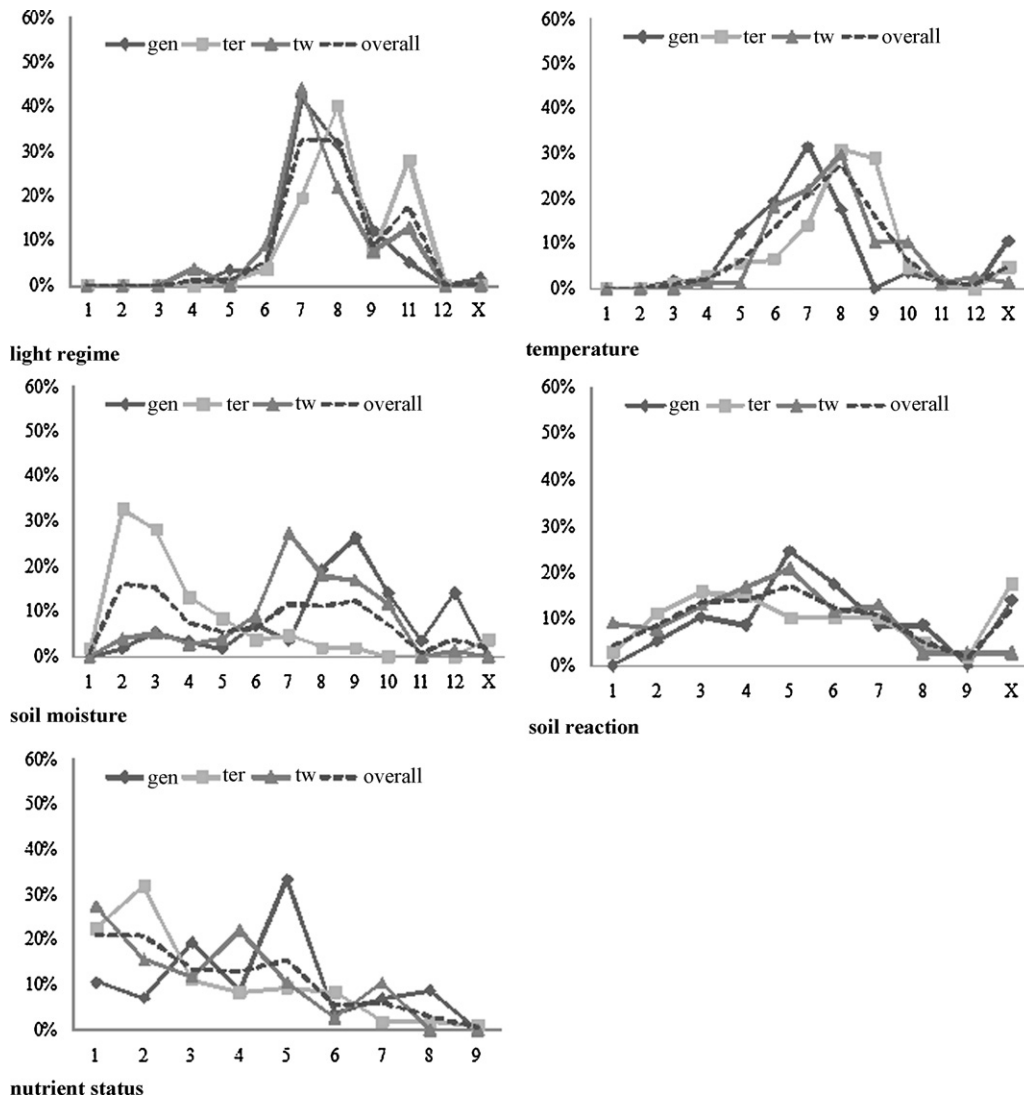 60%
50%
40%
30%
20%
10%
0%
gen ter tw overall
1 2 3 4 5 6 7 8 9 11 12 X
light regime
60%
50%
40%
30%
20%
10%
0%
gen ter tw overall
1 2 3 4 5 6 7 8 9 10 11 12 X
temperature
60%
50%
40%
30%
20%
10%
0%
gen ter tw overall
1 2 3 4 5 6 7 8 9 10 11 12 X
soil moisture
60%
50%
40%
30%
20%
10%
0%
gen ter tw overall
1 2 3 4 5 6 7 8 9 X
soil reaction
60%
50%
40%
30%
20%
10%
0%
gen ter tw overall
1 2 3 4 5 6 7 8 9
nutrient status